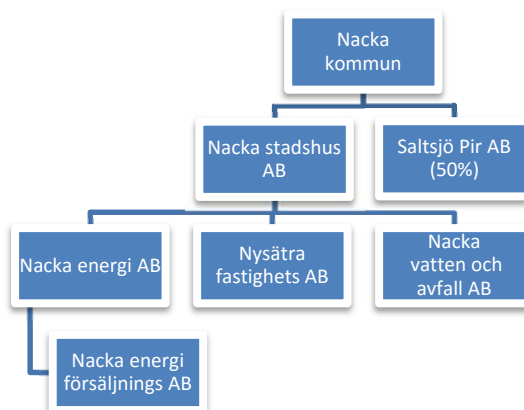 Nacka
kommun
Nacka stadshus
AB
Saltsjö Pir AB
(50%)
Nacka energi AB
Nysätra
fastighets AB
Nacka
vatten och
avfall AB
Nacka energi
försäljnings AB